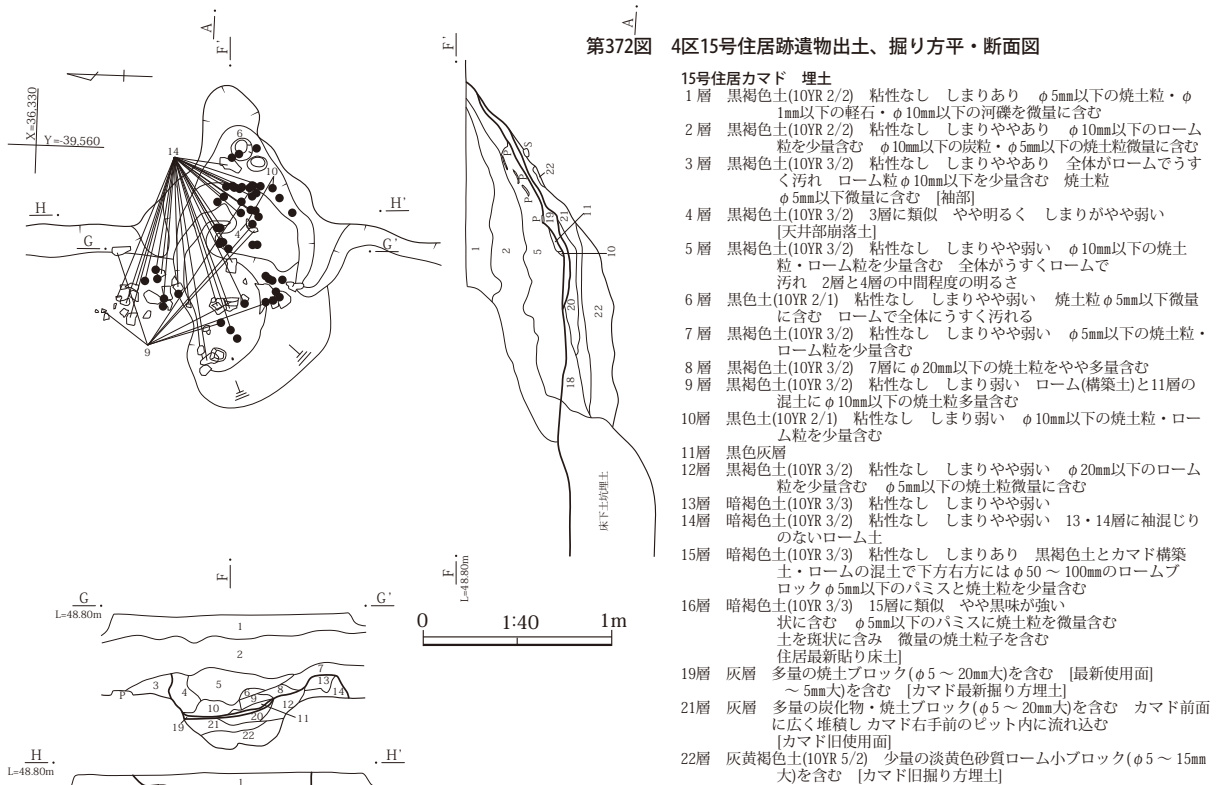 第372図　4区15号住居跡遺物出土、掘り方平・断面図
A
F'
X=36,330
Y=-39,560
6
14
10
H
H'
G
G'
4
9
F
F'
A
P
S
22
P
P
P
19
21
11
1
2
5
10
20
22
18
床下土坑埋土
F
L=48.80m
0
1:40
1m
G
L=48.80m
G'
1
2
7
3
4
5
6
8
13
14
P
9
10
12
19
20
11
21
22
H
L=48.80m
H'
1
15号住居カマド　埋土
1層　黒褐色土(10YR 2/2)　粘性なし　しまりあり　φ5㎜以下の焼土粒・φ
1㎜以下の軽石・φ10㎜以下の河礫を微量に含む
2層　黒褐色土(10YR 2/2)　粘性なし　しまりややあり　φ10㎜以下のローム
粒を少量含む　φ10㎜以下の炭粒・φ5㎜以下の焼土粒微量に含む
3層　黒褐色土(10YR 3/2)　粘性なし　しまりややあり　全体がロームでうす
く汚れ　ローム粒φ10㎜以下を少量含む　焼土粒
φ5㎜以下微量に含む　[袖部]
4層　黒褐色土(10YR 3/2)　3層に類似　やや明るく　しまりがやや弱い
[天井部崩落土]
5層　黒褐色土(10YR 3/2)　粘性なし　しまりやや弱い　φ10㎜以下の焼土
粒・ローム粒を少量含む　全体がうすくロームで
汚れ　2層と4層の中間程度の明るさ
6層　黒色土(10YR 2/1)　粘性なし　しまりやや弱い　焼土粒φ5㎜以下微量
に含む　ロームで全体にうすく汚れる
7層　黒褐色土(10YR 3/2)　粘性なし　しまりやや弱い　φ5㎜以下の焼土粒・
ローム粒を少量含む
8層　黒褐色土(10YR 3/2)　7層にφ20㎜以下の焼土粒をやや多量含む
9層　黒褐色土(10YR 3/2)　粘性なし　しまり弱い　ローム(構築土)と11層の
混土にφ10㎜以下の焼土粒多量含む
10層　黒色土(10YR 2/1)　粘性なし　しまり弱い　φ10㎜以下の焼土粒・ロー
ム粒を少量含む
11層　黒色灰層
12層　黒褐色土(10YR 3/2)　粘性なし　しまりやや弱い　φ20㎜以下のローム
粒を少量含む　φ5㎜以下の焼土粒微量に含む
13層　暗褐色土(10YR 3/3)　粘性なし　しまりやや弱い
14層　暗褐色土(10YR 3/2)　粘性なし　しまりやや弱い　13・14層に袖混じり
のないローム土
15層　暗褐色土(10YR 3/3)　粘性なし　しまりあり　黒褐色土とカマド構築
土・ロームの混土で下方右方にはφ50～100㎜のロームブ
ロックφ5㎜以下のパミスと焼土粒を少量含む
16層　暗褐色土(10YR 3/3)　15層に類似　やや黒味が強い
状に含む　φ5㎜以下のパミスに焼土粒を微量含む
土を斑状に含み　微量の焼土粒子を含む
住居最新貼り床土]
19層　灰層　多量の焼土ブロック(φ5～20㎜大)を含む　[最新使用面]
～5㎜大)を含む　[カマド最新掘り方埋土]
21層　灰層　多量の炭化物・焼土ブロック(φ5～20㎜大)を含む　カマド前面
に広く堆積し カマド右手前のピット内に流れ込む
[カマド旧使用面]
22層　灰黄褐色土(10YR 5/2)　少量の淡黄色砂質ローム小ブロック(φ5～15㎜
大)を含む　[カマド旧掘り方埋土]